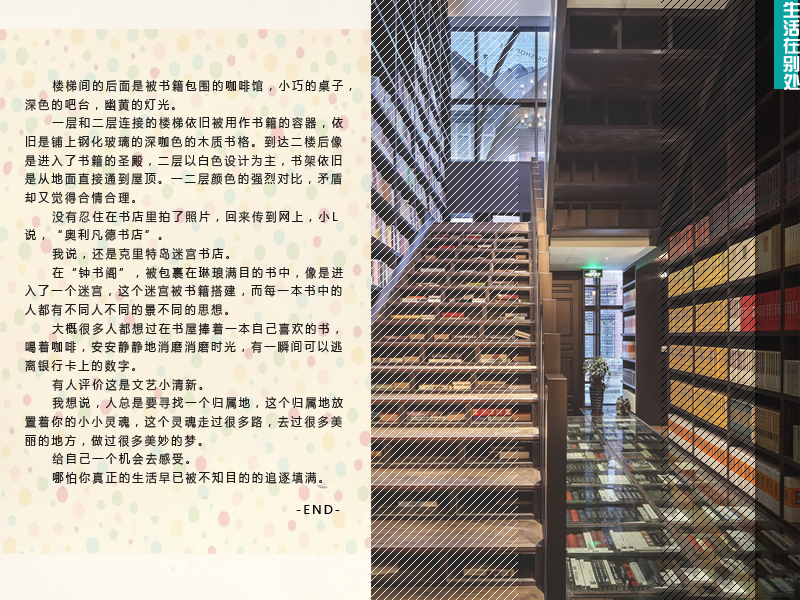 楼梯间的后面是被书籍包围的咖啡馆，小巧的桌子，
深色的吧台，幽黄的灯光。
一层和二层连接的楼梯依旧被用作书籍的容器，依
旧是铺上钢化玻璃的深咖色的木质书格。到达二楼后像
是进入了书籍的圣殿，二层以白色设计为主，书架依旧
是从地面直接通到屋顶。一二层颜色的强烈对比，矛盾
却又觉得合情合理。
没有忍住在书店里拍了照片，回来传到网上，小L
说，“奥利凡德书店”。
我说，还是克里特岛迷宫书店。
在“钟书阁”，被包裹在琳琅满目的书中，像是进
入了一个迷宫，这个迷宫被书籍搭建，而每一本书中的
人都有不同人不同的景不同的思想。
大概很多人都想过在书屋捧着一本自己喜欢的书，
喝着咖啡，安安静静地消磨消磨时光，有一瞬间可以逃
离银行卡上的数字。
有人评价这是文艺小清新。
我想说，人总是要寻找一个归属地，这个归属地放
置着你的小小灵魂，这个灵魂走过很多路，去过很多美
丽的地方，做过很多美妙的梦。
给自己一个机会去感受。
哪怕你真正的生活早已被不知目的的追逐填满。
-END-
生活在别处